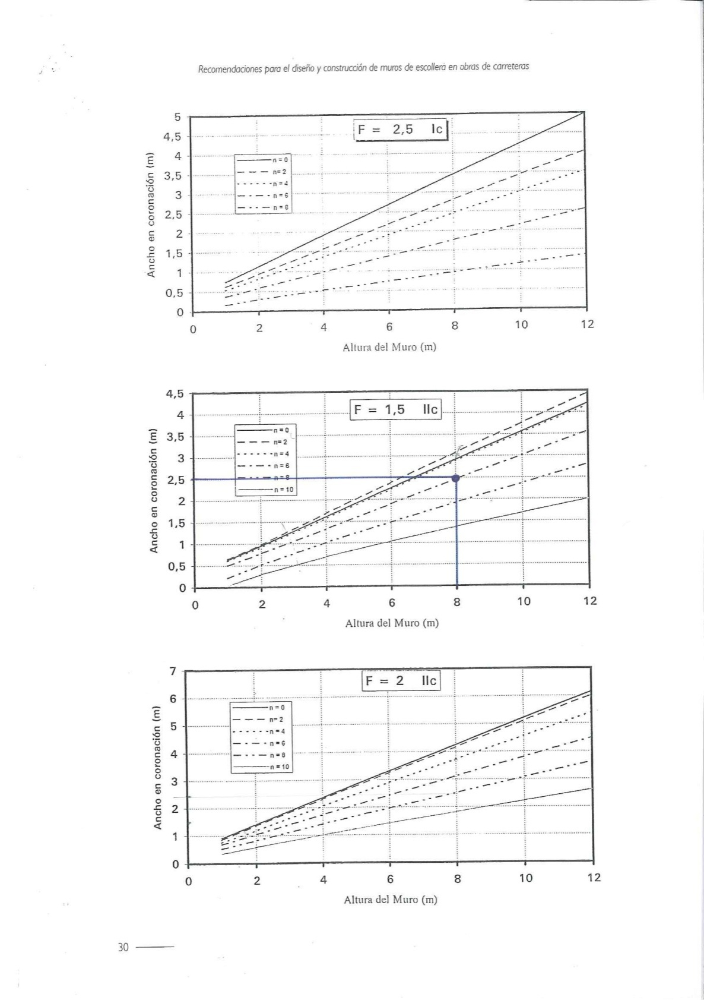 Recomendaciones para el diseño y construcción de muros de escollera en obras de carreteras
F = 2,5 Ic
5
4,5
4
3,5
3
2,5
2
1,5
1
0,5
0
Ancho en coronación (m)
n = 0
n= 2
n = 4
n = 6
n = 8
0 2 4 6 8 10 12
Altura del Muro (m)
F = 1,5 IIc
4,5
4
3,5
3
2,5
2
1,5
1
0,5
0
Ancho en coronación (m)
n = 0
n= 2
n = 4
n = 6
n = 8
n = 10
0 2 4 6 8 10 12
Altura del Muro (m)
F = 2 IIc
7
6
5
4
3
2
1
0
Ancho en coronación (m)
n = 0
n= 2
n = 4
n = 6
n = 8
n = 10
0 2 4 6 8 10 12
Altura del Muro (m)
30